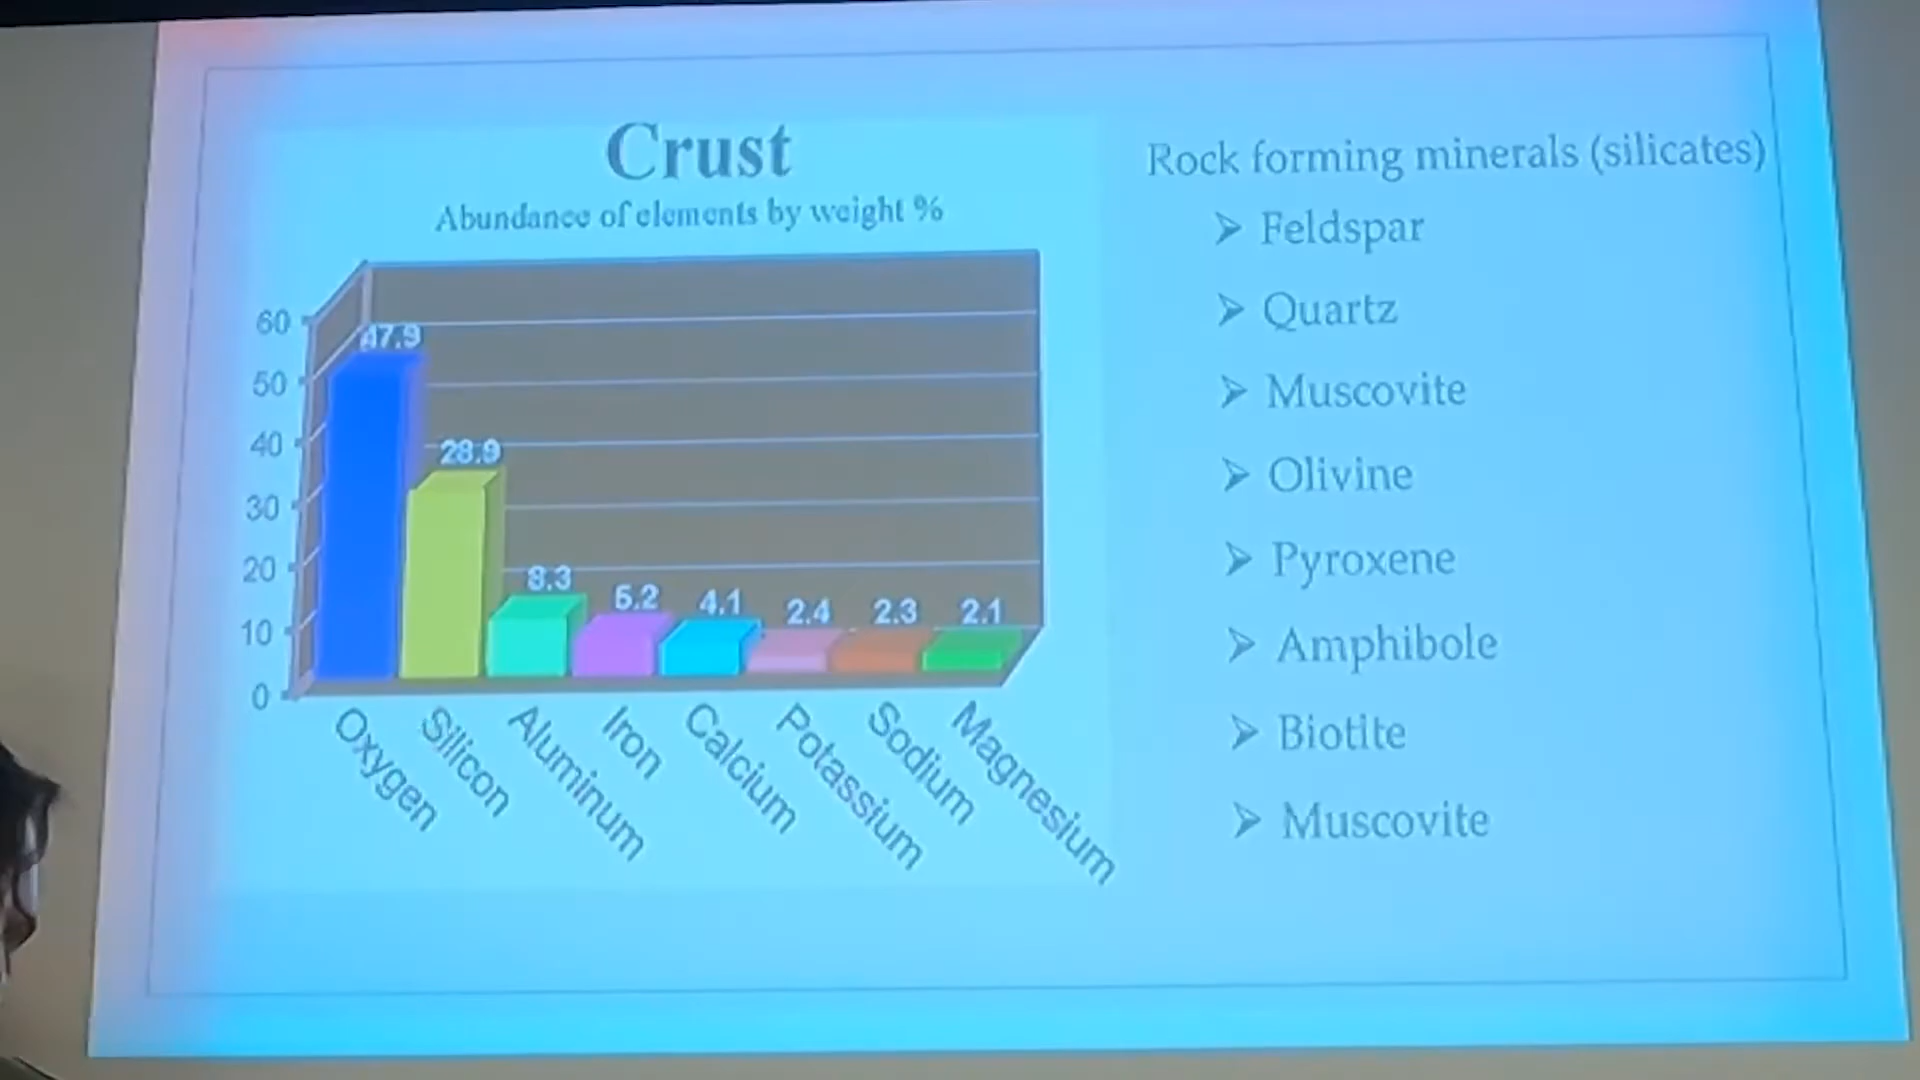 Crust
Abundance of elements by weight %
60
50
40
30
20
10
0
47.9
28.9
8.3
5.2
4.1
2.4
2.3
2.1
Oxygen
Silicon
Aluminum
Iron
Calcium
Potassium
Sodium
Magnesium
Rock forming minerals (silicates)
➢ Feldspar
➢ Quartz
➢ Muscovite
➢ Olivine
➢ Pyroxene
➢ Amphibole
➢ Biotite
➢ Muscovite